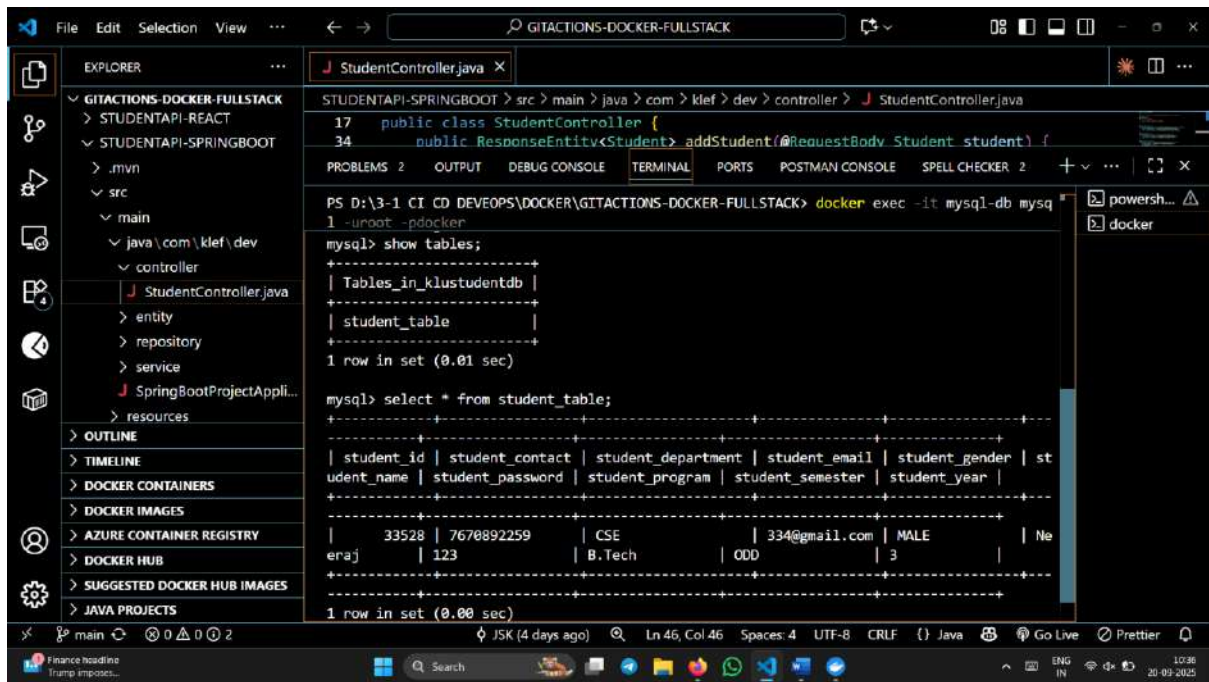 File Edit Selection View ··· GITACTIONS-DOCKER-FULLSTACK
EXPLORER ···
GITACTIONS-DOCKER-FULLSTACK
STUDENTAPI-REACT
STUDENTAPI-SPRINGBOOT
.mvn
src
main
java\com\klef\dev
controller
StudentController.java
entity
repository
service
SpringBootProjectAppli...
resources
OUTLINE
TIMELINE
DOCKER CONTAINERS
DOCKER IMAGES
AZURE CONTAINER REGISTRY
DOCKER HUB
SUGGESTED DOCKER HUB IMAGES
JAVA PROJECTS
4
StudentController.java
STUDENTAPI-SPRINGBOOT > src > main > java > com > klef > dev > controller > StudentController.java
17 public class StudentController {
34 public ResponseEntity<Student> addStudent(@RequestBody Student student) {
PROBLEMS 2 OUTPUT DEBUG CONSOLE TERMINAL PORTS POSTMAN CONSOLE SPELL CHECKER 2
powersh...
docker
PS D:\3-1 CI CD DEVEOPS\DOCKER\GITACTIONS-DOCKER-FULLSTACK> docker exec -it mysql-db mysq
l -uroot -pdocker
mysql> show tables;
+------------------------+
| Tables_in_klustudentdb |
+------------------------+
| student_table |
+------------------------+
1 row in set (0.01 sec)
mysql> select * from student_table;
| student_id | student_contact | student_department | student_email | student_gender | st
udent_name | student_password | student_program | student_semester | student_year |
| 33528 | 7670892259 | CSE | 334@gmail.com | MALE | Ne
eraj | 123 | B.Tech | ODD | 3 |
1 row in set (0.00 sec)
main 0 0 2 JSK (4 days ago) Ln 46, Col 46 Spaces: 4 UTF-8 CRLF {} Java Go Live Prettier
Finance headline
Trump imposes...
Search
ENG
IN
10:36
20-09-2025